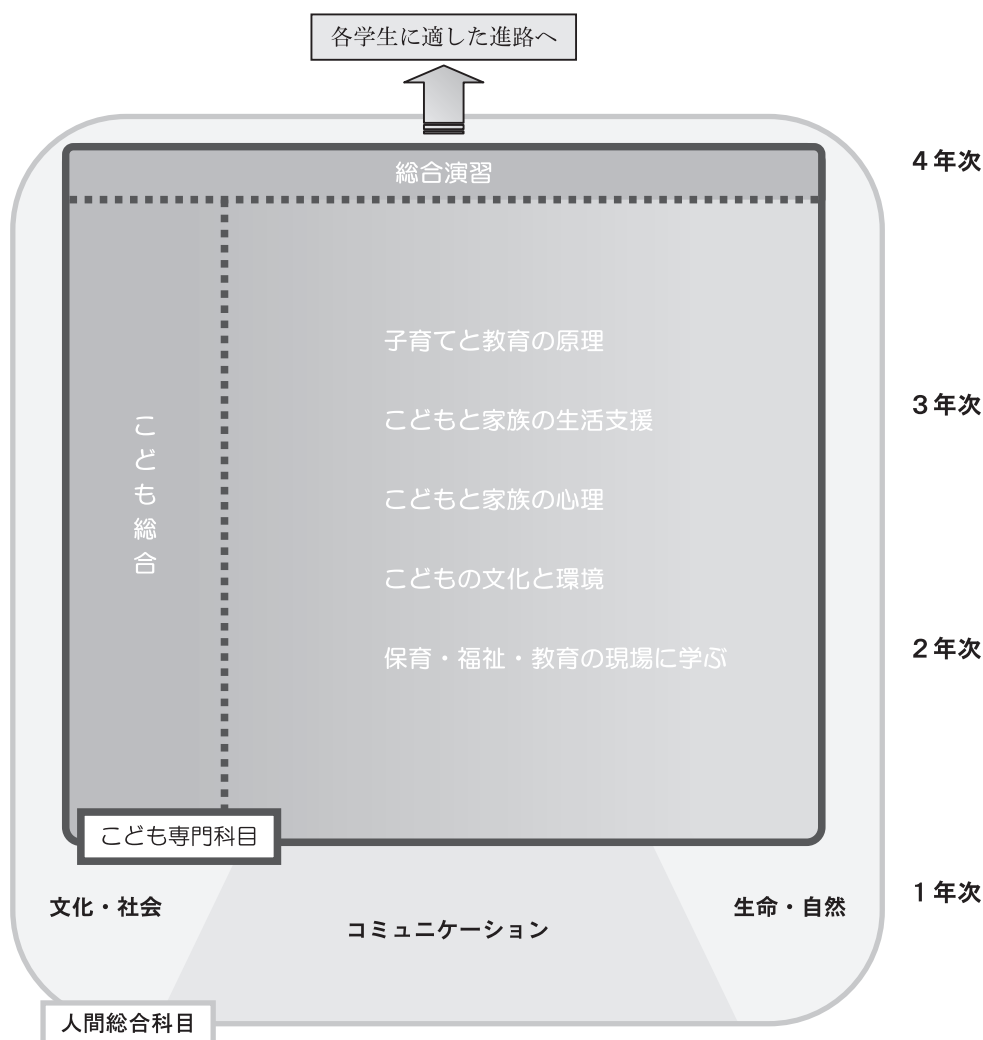 各学生に適した進路へ
総合演習
4年次
子育てと教育の原理
こどもと家族の生活支援
こどもと家族の心理
こどもの文化と環境
保育・福祉・教育の現場に学ぶ
こども総合
3年次
2年次
こども専門科目
1年次
文化・社会
コミュニケーション
生命・自然
人間総合科目